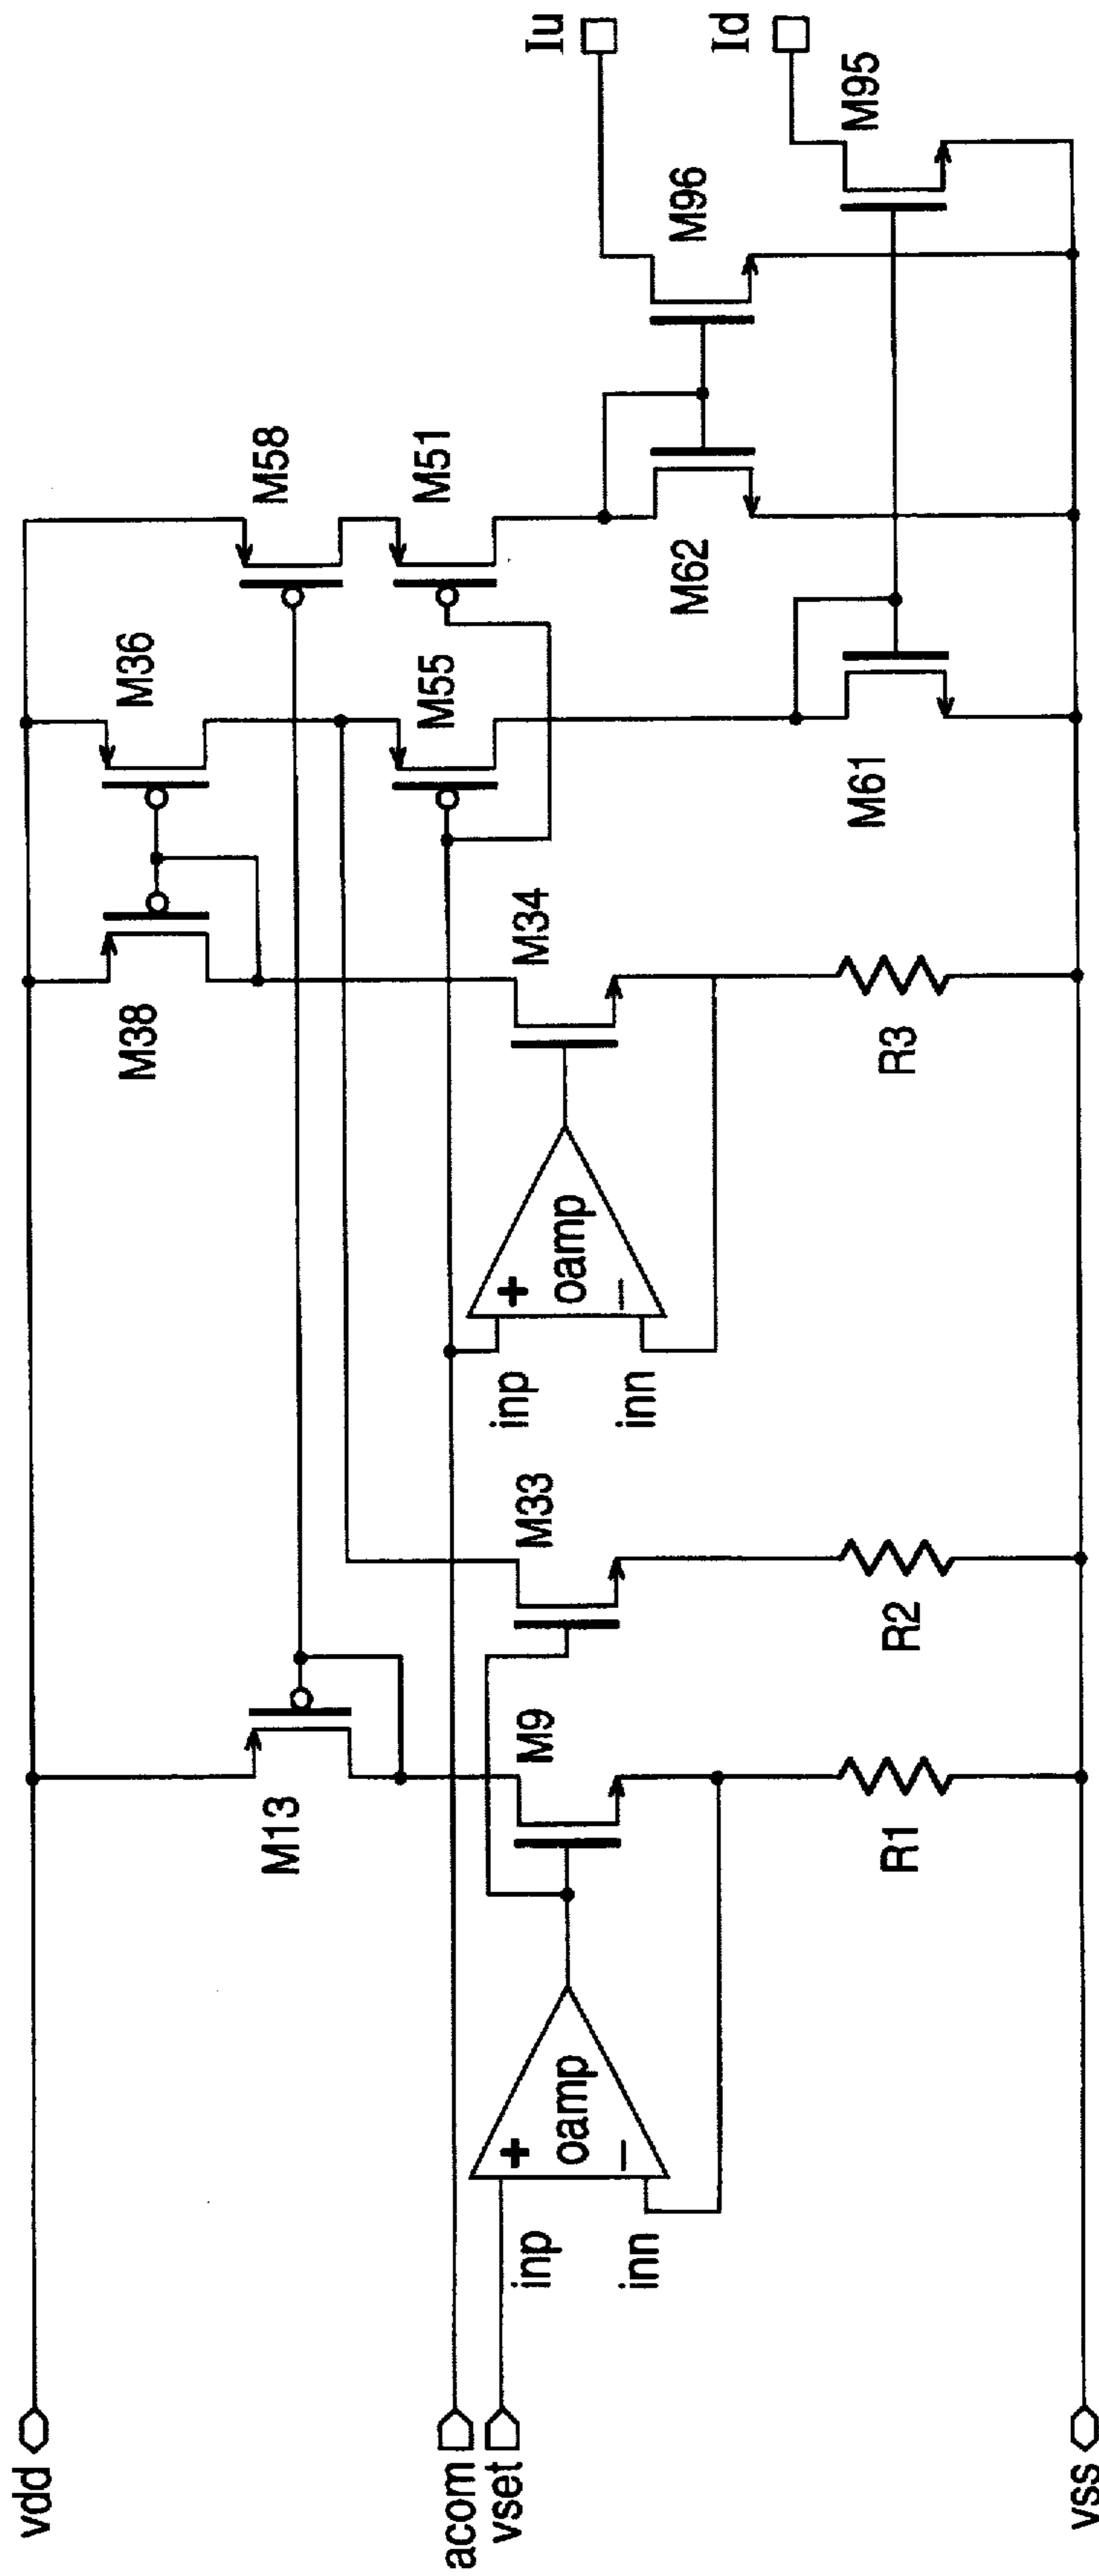 vdd
acom
vset
vss
inp
inn
+
oamp
−
M13
M9
R1
M33
R2
inp
inn
+
oamp
−
M38
M34
R3
M36
M55
M61
M58
M51
M62
M96
M95
Iu
Id